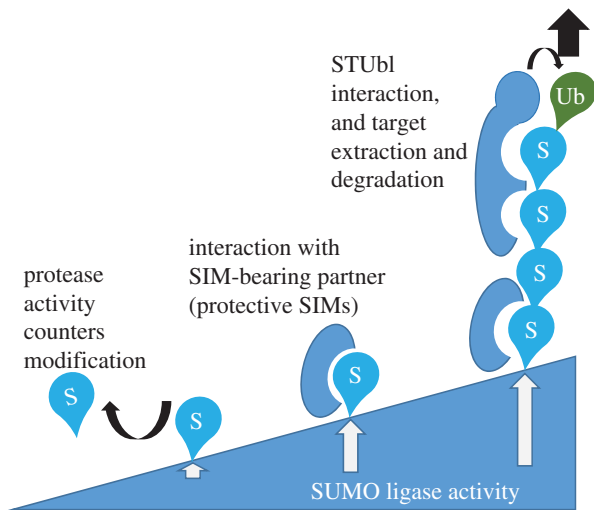 STUbl
interaction,
and target
extraction and
degradation
Ub
S
S
S
S
interaction with
SIM-bearing partner
(protective SIMs)
S
protease
activity
counters
modification
S
S
SUMO ligase activity